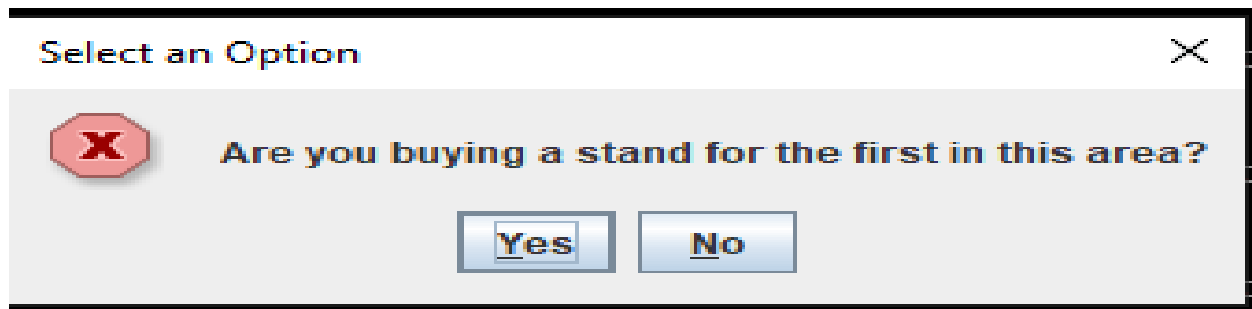 Select an Option
Are you buying a stand for the first in this area?
Yes No